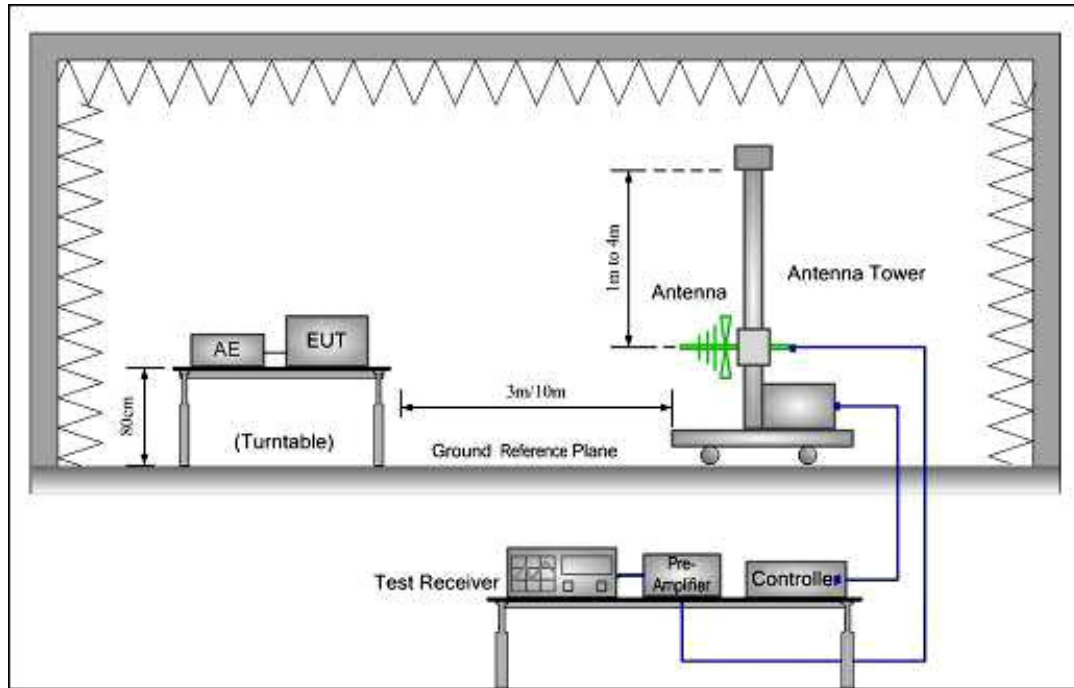 1m to 4m
Antenna Tower
Antenna
AE
EUT
80cm
3m/10m
(Turntable)
Ground Reference Plane
Test Receiver
Pre-
Amplifier
Controller